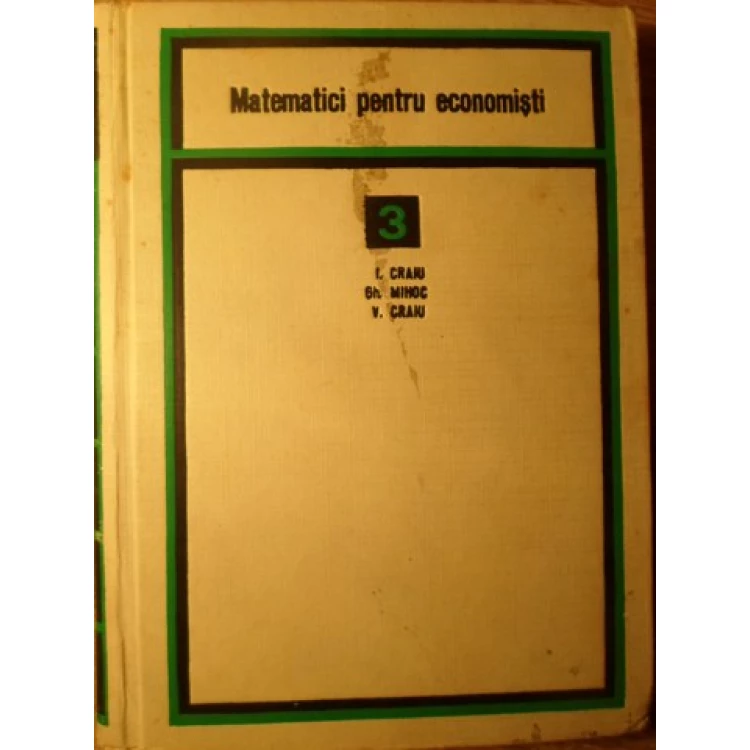 Matematici pentru economiști
3
I. CRAIU
Gh. MIHOC
V. CRAIU